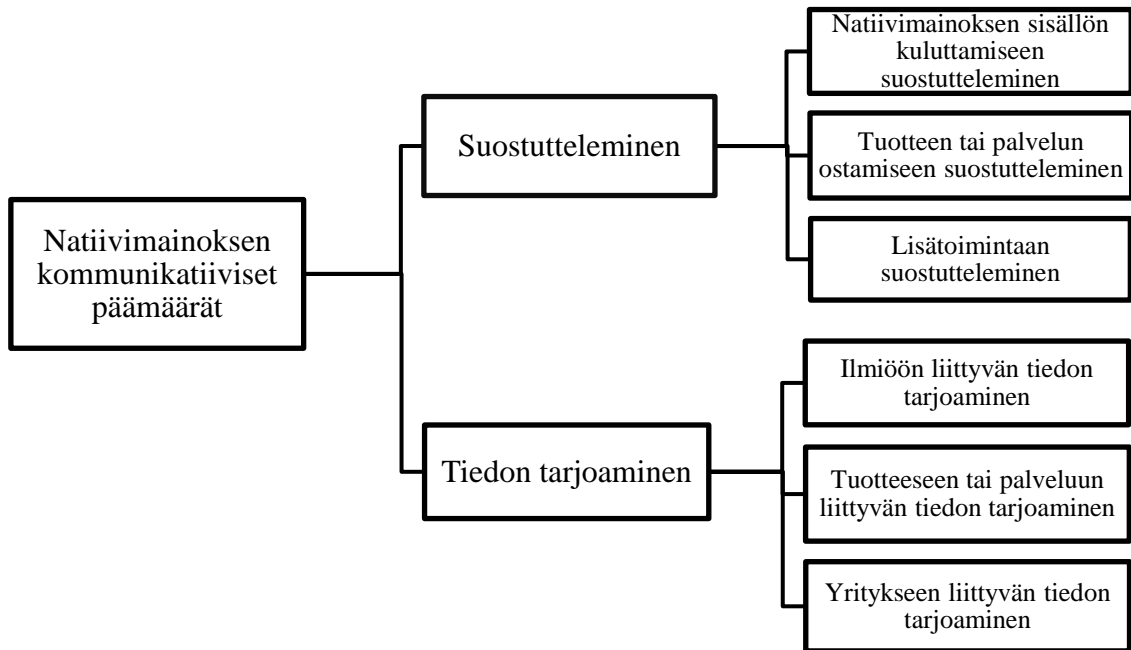 Natiivimainoksen
kommunikatiiviset
päämäärät
Suostutteleminen
Natiivimainoksen sisällön
kuluttamiseen
suostutteleminen
Tuotteen tai palvelun
ostamiseen suostutteleminen
Lisätoimintaan
suostutteleminen
Tiedon tarjoaminen
Ilmiöön liittyvän tiedon
tarjoaminen
Tuotteeseen tai palveluun
liittyvän tiedon tarjoaminen
Yritykseen liittyvän tiedon
tarjoaminen